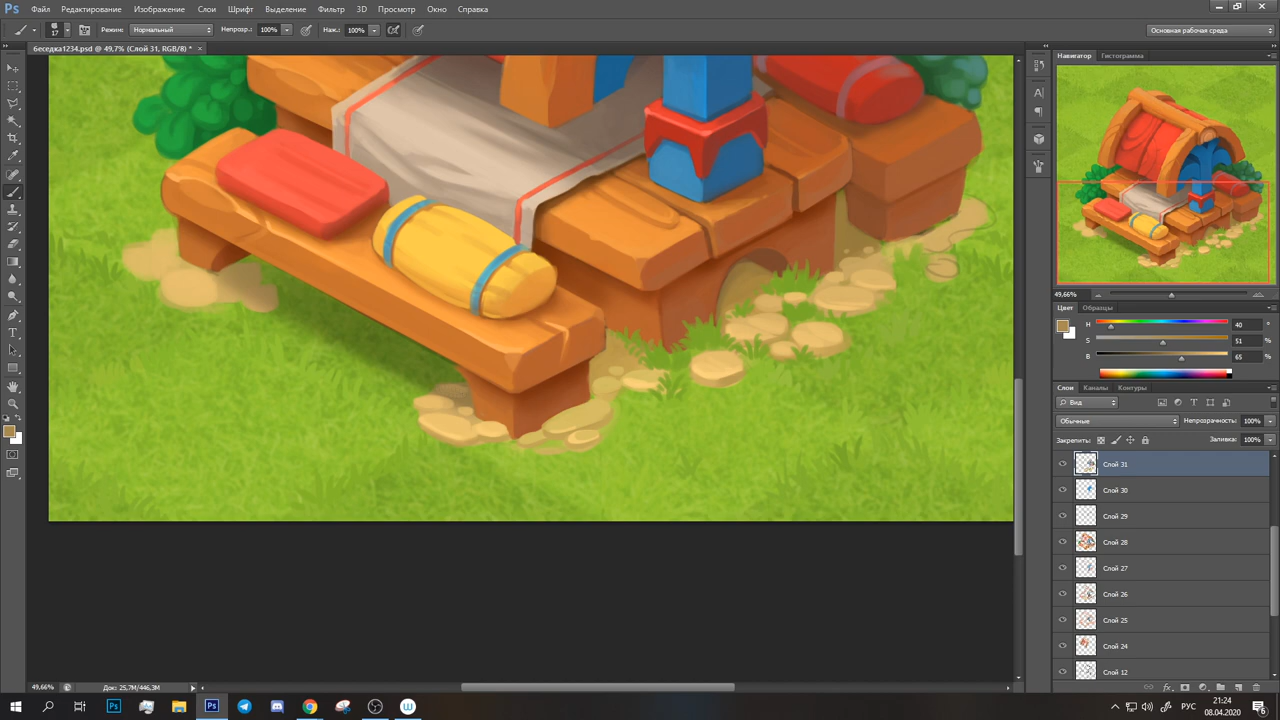 Ps Файл Редактирование Изображение Слои Шрифт Выделение Фильтр 3D Просмотр Окно Справка
17 Режим: Нормальный Непрозр.: 100% Наж.: 100% Основная рабочая среда
беседка1234.psd @ 49,7% (Слой 31, RGB/8) * ×
Навигатор Гистограмма
49,66%
Цвет Образцы
H 40 °
S 51 %
B 65 %
Слои Каналы Контуры
Вид
Обычные Непрозрачность: 100%
Закрепить: Заливка: 100%
Слой 31
Слой 30
Слой 29
Слой 28
Слой 27
Слой 26
Слой 25
Слой 24
Слой 12
49,66% Док: 25,7M/446,3M
РУС 21:24
08.04.2020 6